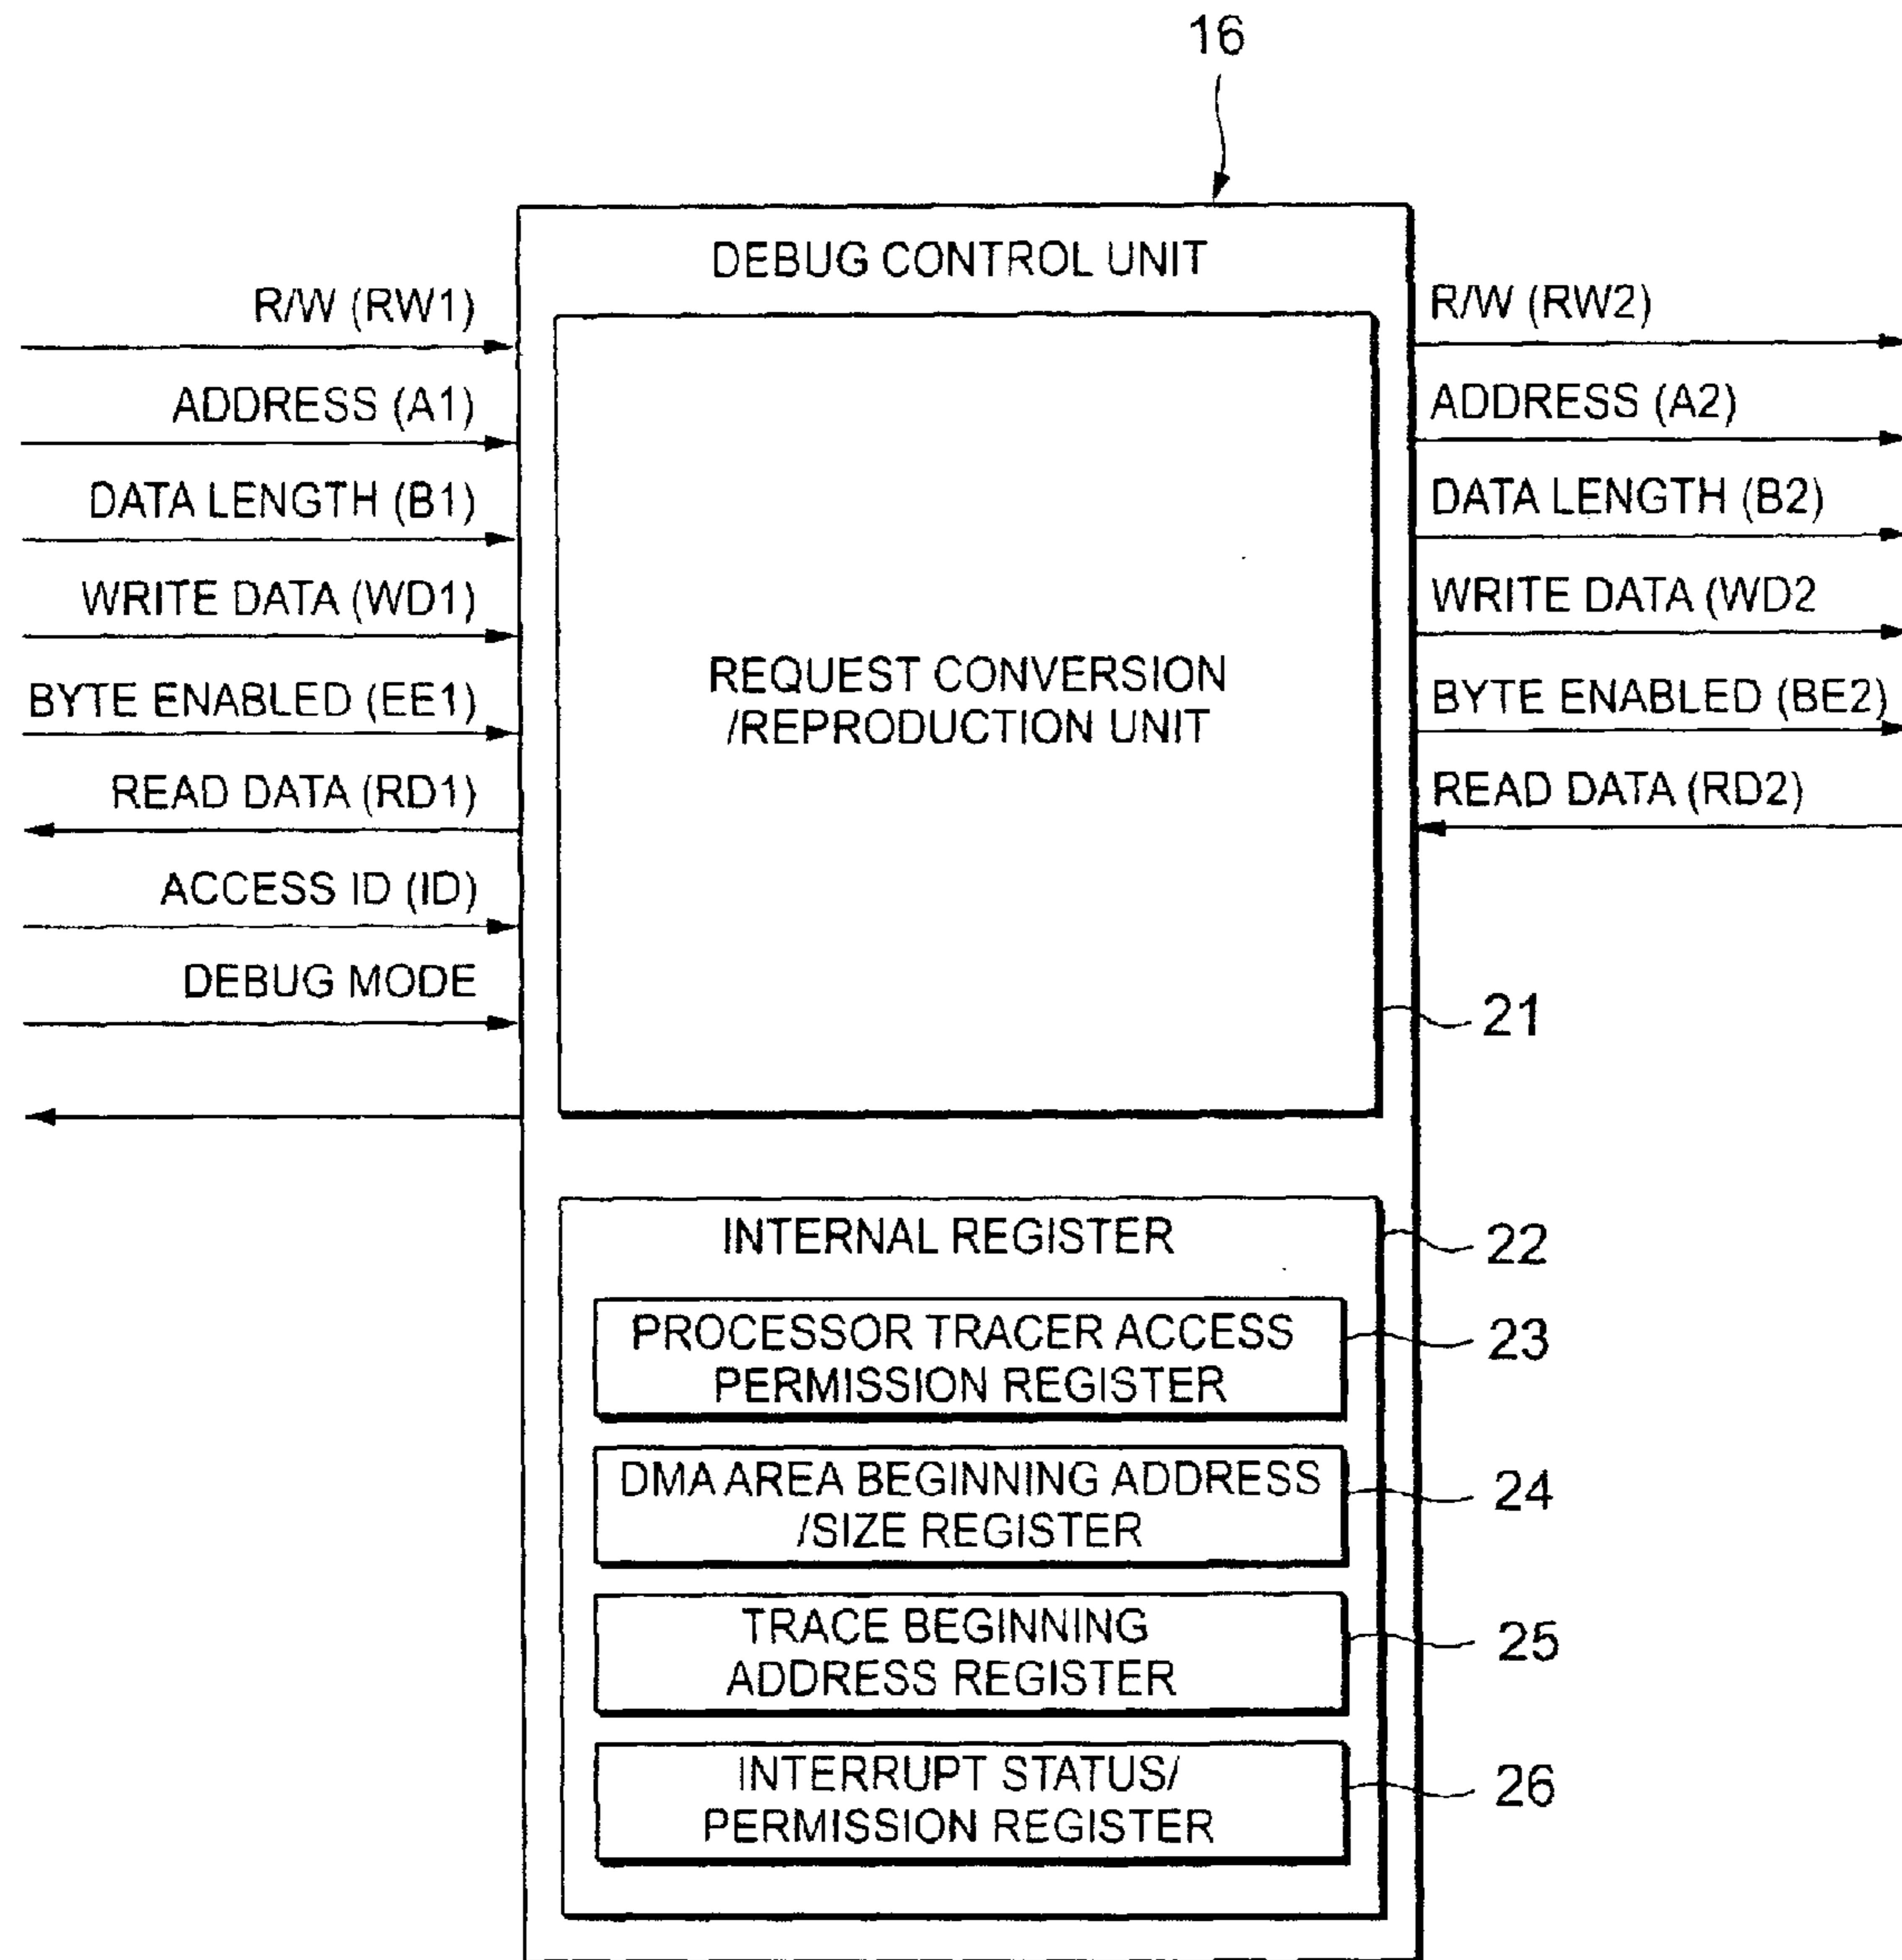 16
DEBUG CONTROL UNIT
R/W (RW1)
ADDRESS (A1)
DATA LENGTH (B1)
WRITE DATA (WD1)
BYTE ENABLED (EE1)
READ DATA (RD1)
ACCESS ID (ID)
DEBUG MODE
REQUEST CONVERSION
/REPRODUCTION UNIT
21
R/W (RW2)
ADDRESS (A2)
DATA LENGTH (B2)
WRITE DATA (WD2
BYTE ENABLED (BE2)
READ DATA (RD2)
INTERNAL REGISTER
22
PROCESSOR TRACER ACCESS
PERMISSION REGISTER
23
DMA AREA BEGINNING ADDRESS
/SIZE REGISTER
24
TRACE BEGINNING
ADDRESS REGISTER
25
INTERRUPT STATUS/
PERMISSION REGISTER
26